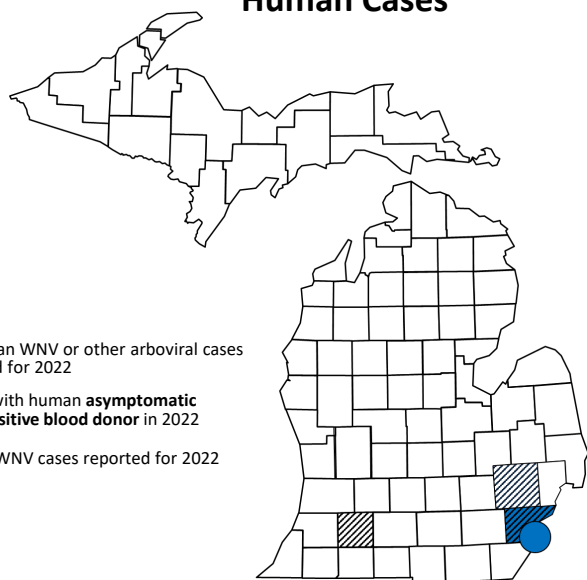 Human Cases
an WNV or other arboviral cases
d for 2022
with human asymptomatic
sitive blood donor in 2022
WNV cases reported for 2022